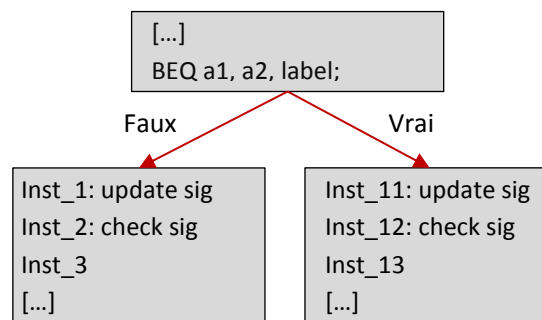 […]
BEQ a1, a2, label;
Faux
Vrai
Inst_1: update sig
Inst_2: check sig
Inst_3
[…]
Inst_11: update sig
Inst_12: check sig
Inst_13
[…]